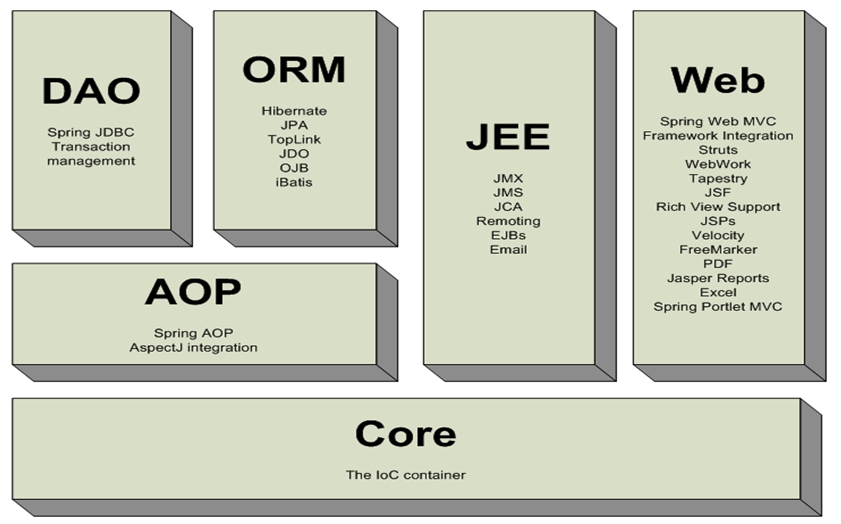 DAO
Spring JDBC
Transaction
management
ORM
Hibernate
JPA
TopLink
JDO
OJB
iBatis
JEE
JMX
JMS
JCA
Remoting
EJBs
Email
Web
Spring Web MVC
Framework Integration
Struts
WebWork
Tapestry
JSF
Rich View Support
JSPs
Velocity
FreeMarker
PDF
Jasper Reports
Excel
Spring Portlet MVC
AOP
Spring AOP
AspectJ integration
Core
The IoC container